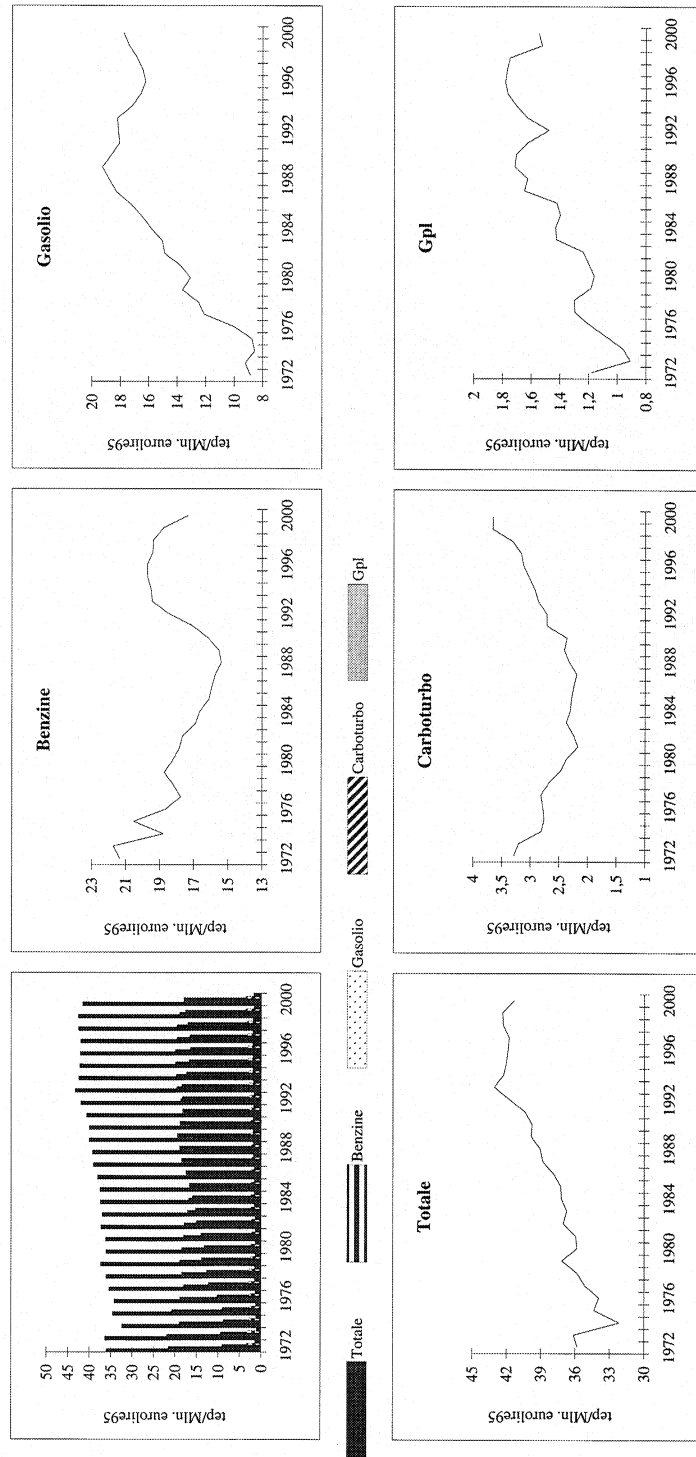 tep/Mln. eurolire95
50
45
40
35
30
25
20
15
10
5
0
1972 1976 1980 1984 1988 1992 1996 2000
Benzine
tep/Mln. eurolire95
23
21
19
17
15
13
1972 1976 1980 1984 1988 1992 1996 2000
Gasolio
tep/Mln. eurolire95
20
18
16
14
12
10
8
1972 1976 1980 1984 1988 1992 1996 2000
Totale Benzine Gasolio Carboturbo Gpl
Totale
tep/Mln. eurolire95
45
42
39
36
33
30
1972 1976 1980 1984 1988 1992 1996 2000
Carboturbo
tep/Mln. eurolire95
4
3,5
3
2,5
2
1,5
1
1972 1976 1980 1984 1988 1992 1996 2000
Gpl
tep/Mln. eurolire95
2
1,8
1,6
1,4
1,2
1
0,8
1972 1976 1980 1984 1988 1992 1996 2000